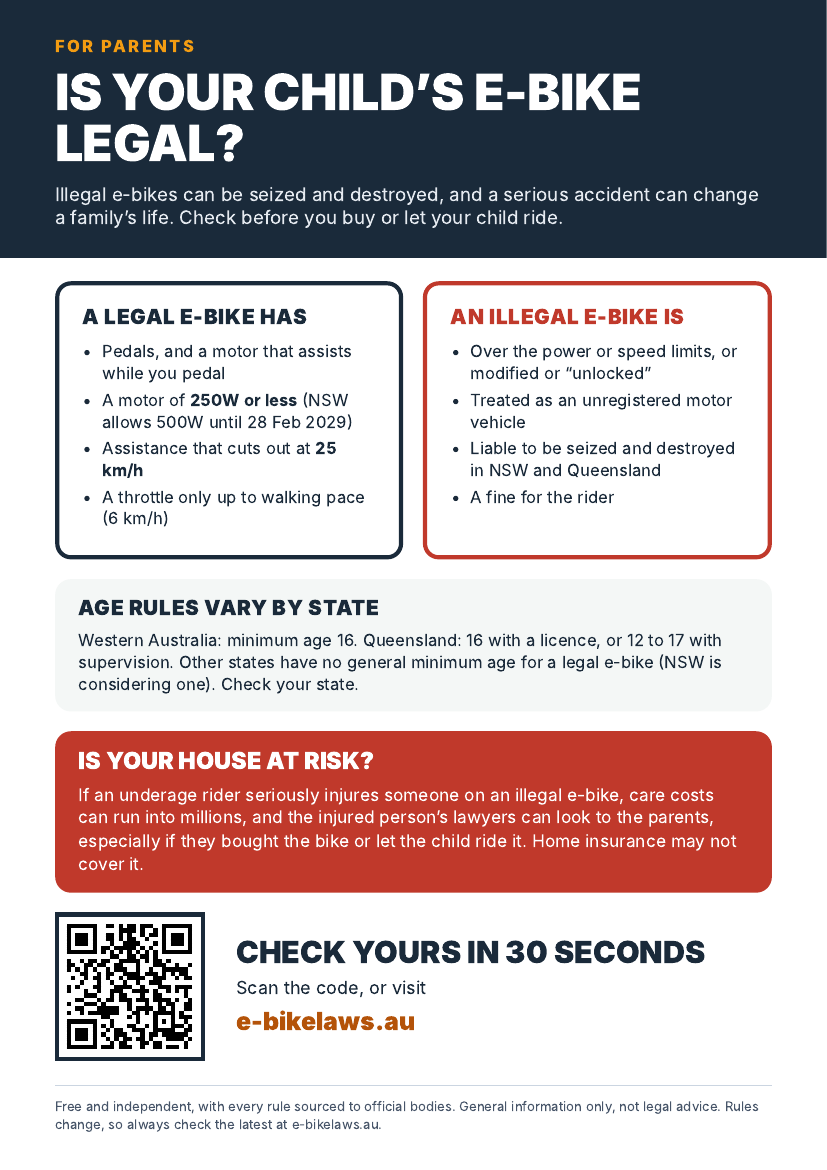 FOR PARENTS
IS YOUR CHILD’S E-BIKE
LEGAL?
Illegal e-bikes can be seized and destroyed, and a serious accident can change
a family’s life. Check before you buy or let your child ride.
A LEGAL E-BIKE HAS
• Pedals, and a motor that assists
while you pedal
• A motor of 250W or less (NSW
allows 500W until 28 Feb 2029)
• Assistance that cuts out at 25
km/h
• A throttle only up to walking pace
(6 km/h)
AN ILLEGAL E-BIKE IS
• Over the power or speed limits, or
modified or “unlocked”
• Treated as an unregistered motor
vehicle
• Liable to be seized and destroyed
in NSW and Queensland
• A fine for the rider
AGE RULES VARY BY STATE
Western Australia: minimum age 16. Queensland: 16 with a licence, or 12 to 17 with
supervision. Other states have no general minimum age for a legal e-bike (NSW is
considering one). Check your state.
IS YOUR HOUSE AT RISK?
If an underage rider seriously injures someone on an illegal e-bike, care costs
can run into millions, and the injured person’s lawyers can look to the parents,
especially if they bought the bike or let the child ride it. Home insurance may not
cover it.
CHECK YOURS IN 30 SECONDS
Scan the code, or visit
e-bikelaws.au
Free and independent, with every rule sourced to official bodies. General information only, not legal advice. Rules
change, so always check the latest at e-bikelaws.au.